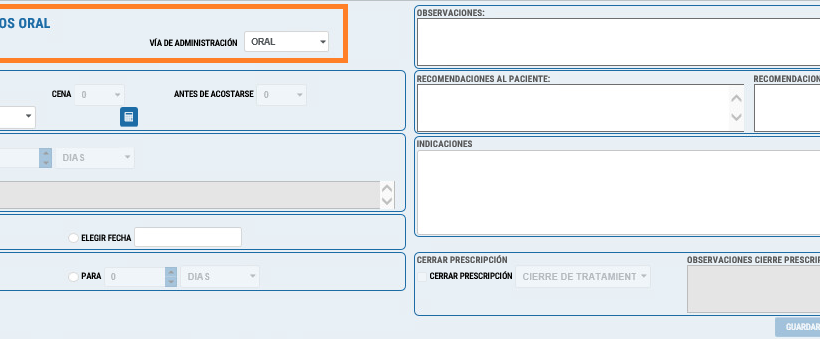 OS ORAL
VÍA DE ADMINISTRACIÓN ORAL
CENA 0 ANTES DE ACOSTARSE 0
DIAS
ELEGIR FECHA
PARA 0 DIAS
OBSERVACIONES:
RECOMENDACIONES AL PACIENTE: RECOMENDACION
INDICACIONES
CERRAR PRESCRIPCIÓN OBSERVACIONES CIERRE PRESCRIP
CERRAR PRESCRIPCIÓN CIERRE DE TRATAMIENT
GUARDAR